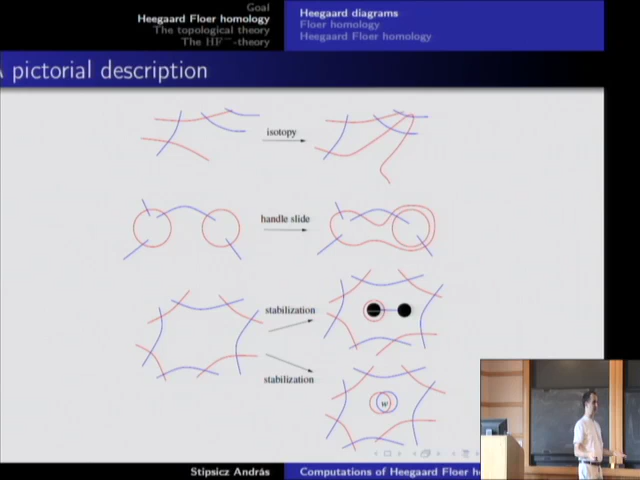 Goal
Heegaard Floer homology
The topological theory
The HF⁻-theory
Heegaard diagrams
Floer homology
Heegaard Floer homology
pictorial description
isotopy
handle slide
stabilization
stabilization
w
Stipsicz András
Computations of Heegaard Floer h